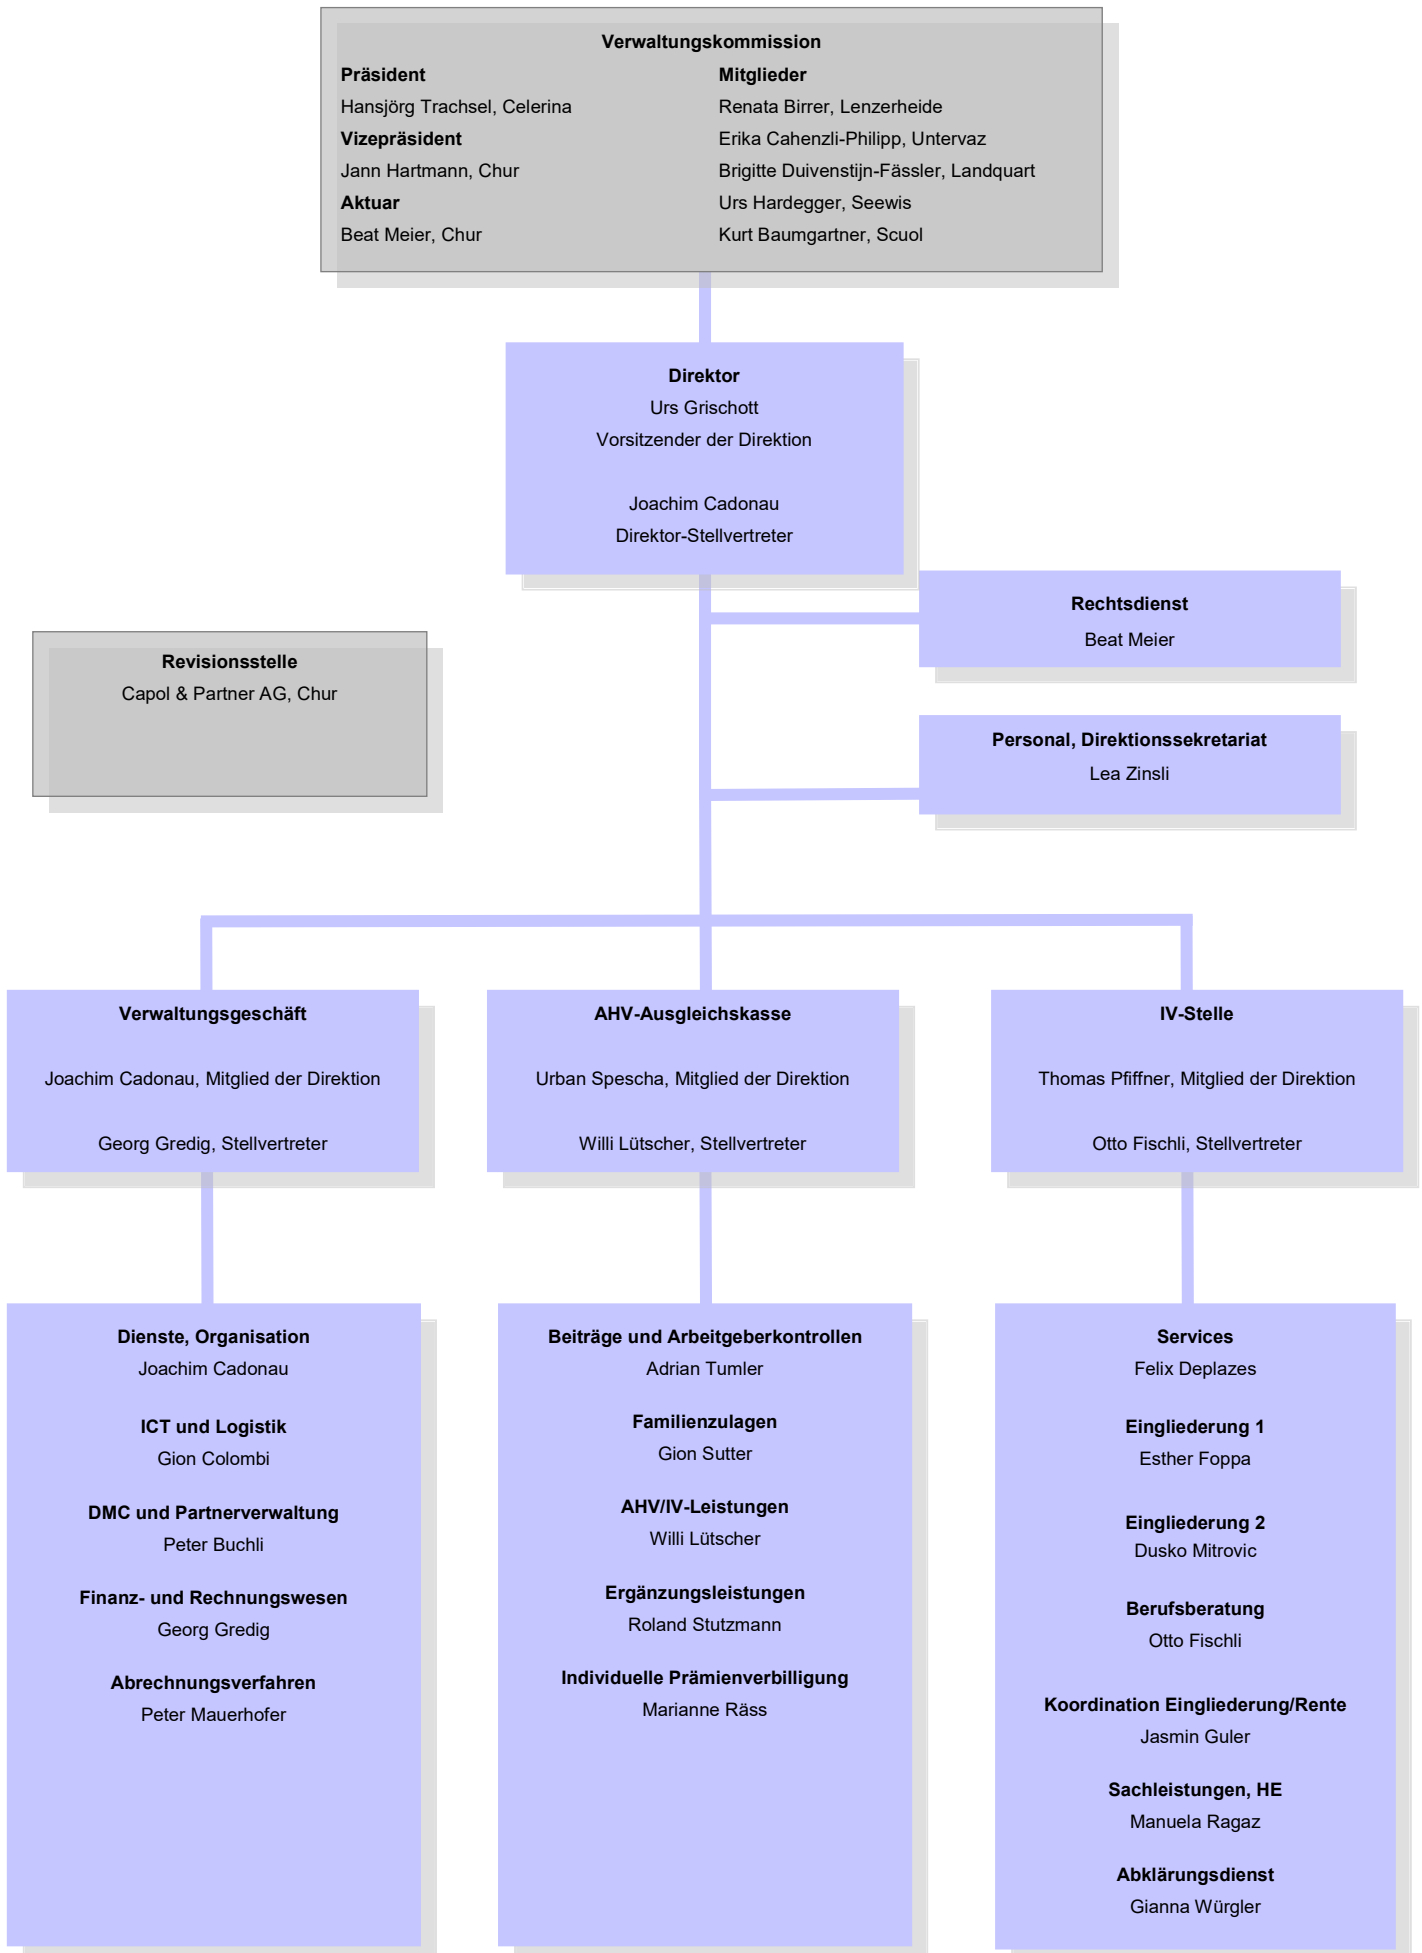 Verwaltungskommission
Präsident
Hansjörg Trachsel, Celerina
Vizepräsident
Jann Hartmann, Chur
Aktuar
Beat Meier, Chur
Mitglieder
Renata Birrer, Lenzerheide
Erika Cahenzli-Philipp, Untervaz
Brigitte Duivenstijn-Fässler, Landquart
Urs Hardegger, Seewis
Kurt Baumgartner, Scuol
Direktor
Urs Grischott
Vorsitzender der Direktion
Joachim Cadonau
Direktor-Stellvertreter
Rechtsdienst
Beat Meier
Revisionsstelle
Capol & Partner AG, Chur
Personal, Direktionssekretariat
Lea Zinsli
Verwaltungsgeschäft
Joachim Cadonau, Mitglied der Direktion
Georg Gredig, Stellvertreter
AHV-Ausgleichskasse
Urban Spescha, Mitglied der Direktion
Willi Lütscher, Stellvertreter
IV-Stelle
Thomas Pfiffner, Mitglied der Direktion
Otto Fischli, Stellvertreter
Dienste, Organisation
Joachim Cadonau
ICT und Logistik
Gion Colombi
DMC und Partnerverwaltung
Peter Buchli
Finanz- und Rechnungswesen
Georg Gredig
Abrechnungsverfahren
Peter Mauerhofer
Beiträge und Arbeitgeberkontrollen
Adrian Tumler
Familienzulagen
Gion Sutter
AHV/IV-Leistungen
Willi Lütscher
Ergänzungsleistungen
Roland Stutzmann
Individuelle Prämienverbilligung
Marianne Räss
Services
Felix Deplazes
Eingliederung 1
Esther Foppa
Eingliederung 2
Dusko Mitrovic
Berufsberatung
Otto Fischli
Koordination Eingliederung/Rente
Jasmin Guler
Sachleistungen, HE
Manuela Ragaz
Abklärungsdienst
Gianna Würgler